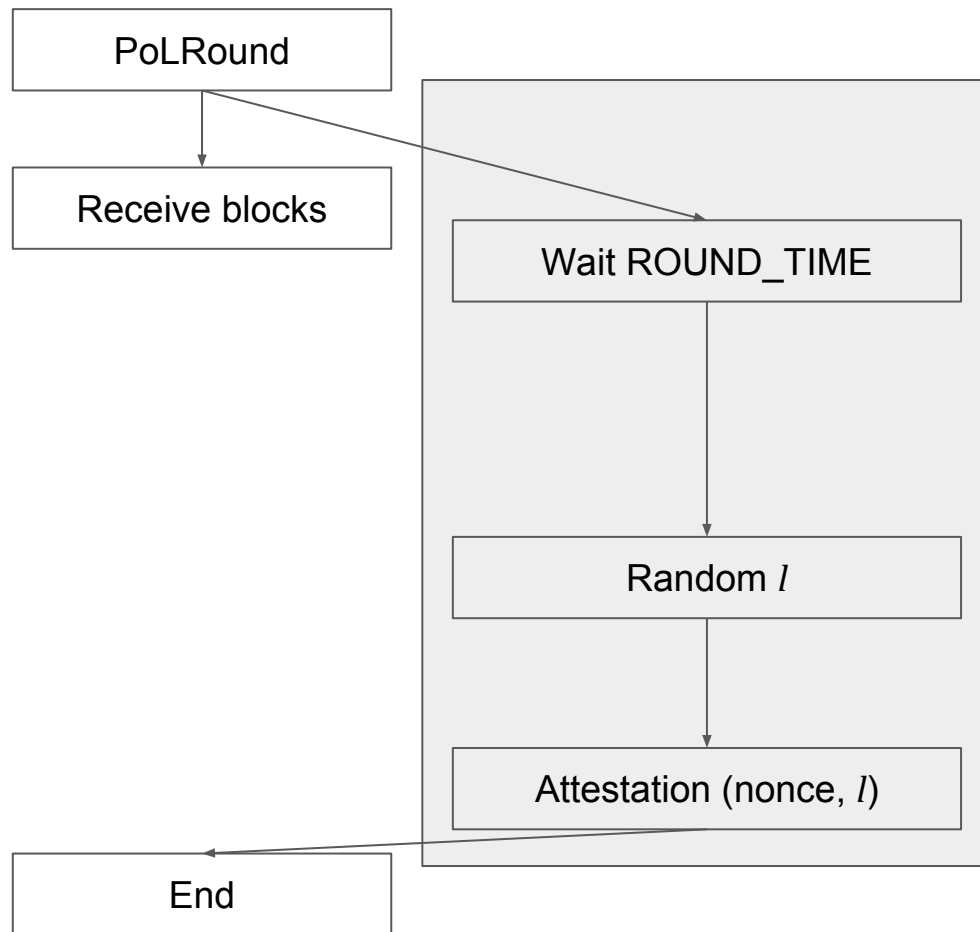 PoLRound
Receive blocks
Wait ROUND_TIME
Random l
Attestation (nonce, l)
End